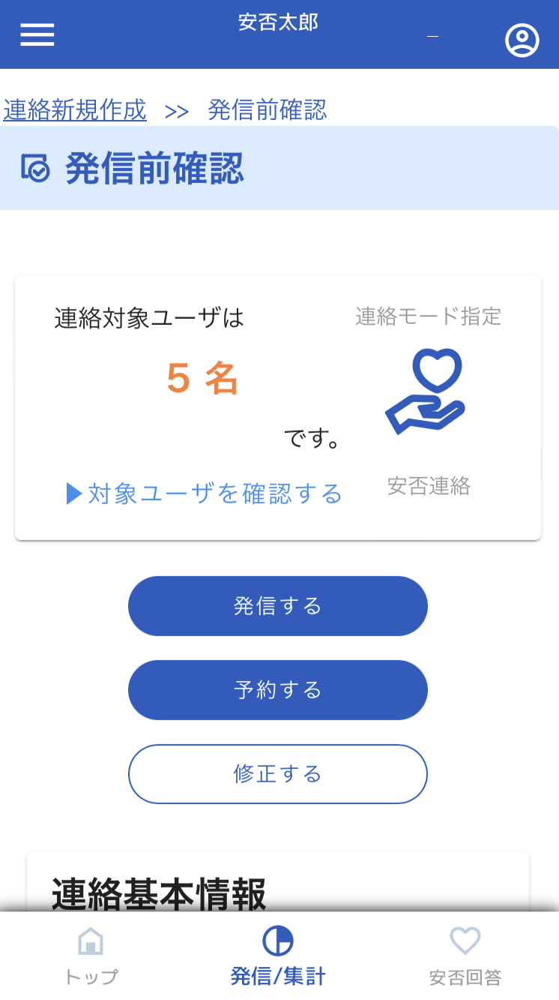 安否太郎
連絡新規作成 >> 発信前確認
発信前確認
連絡対象ユーザは
5 名
です。
▶対象ユーザを確認する
連絡モード指定
安否連絡
発信する
予約する
修正する
連絡基本情報
トップ
発信/集計
安否回答